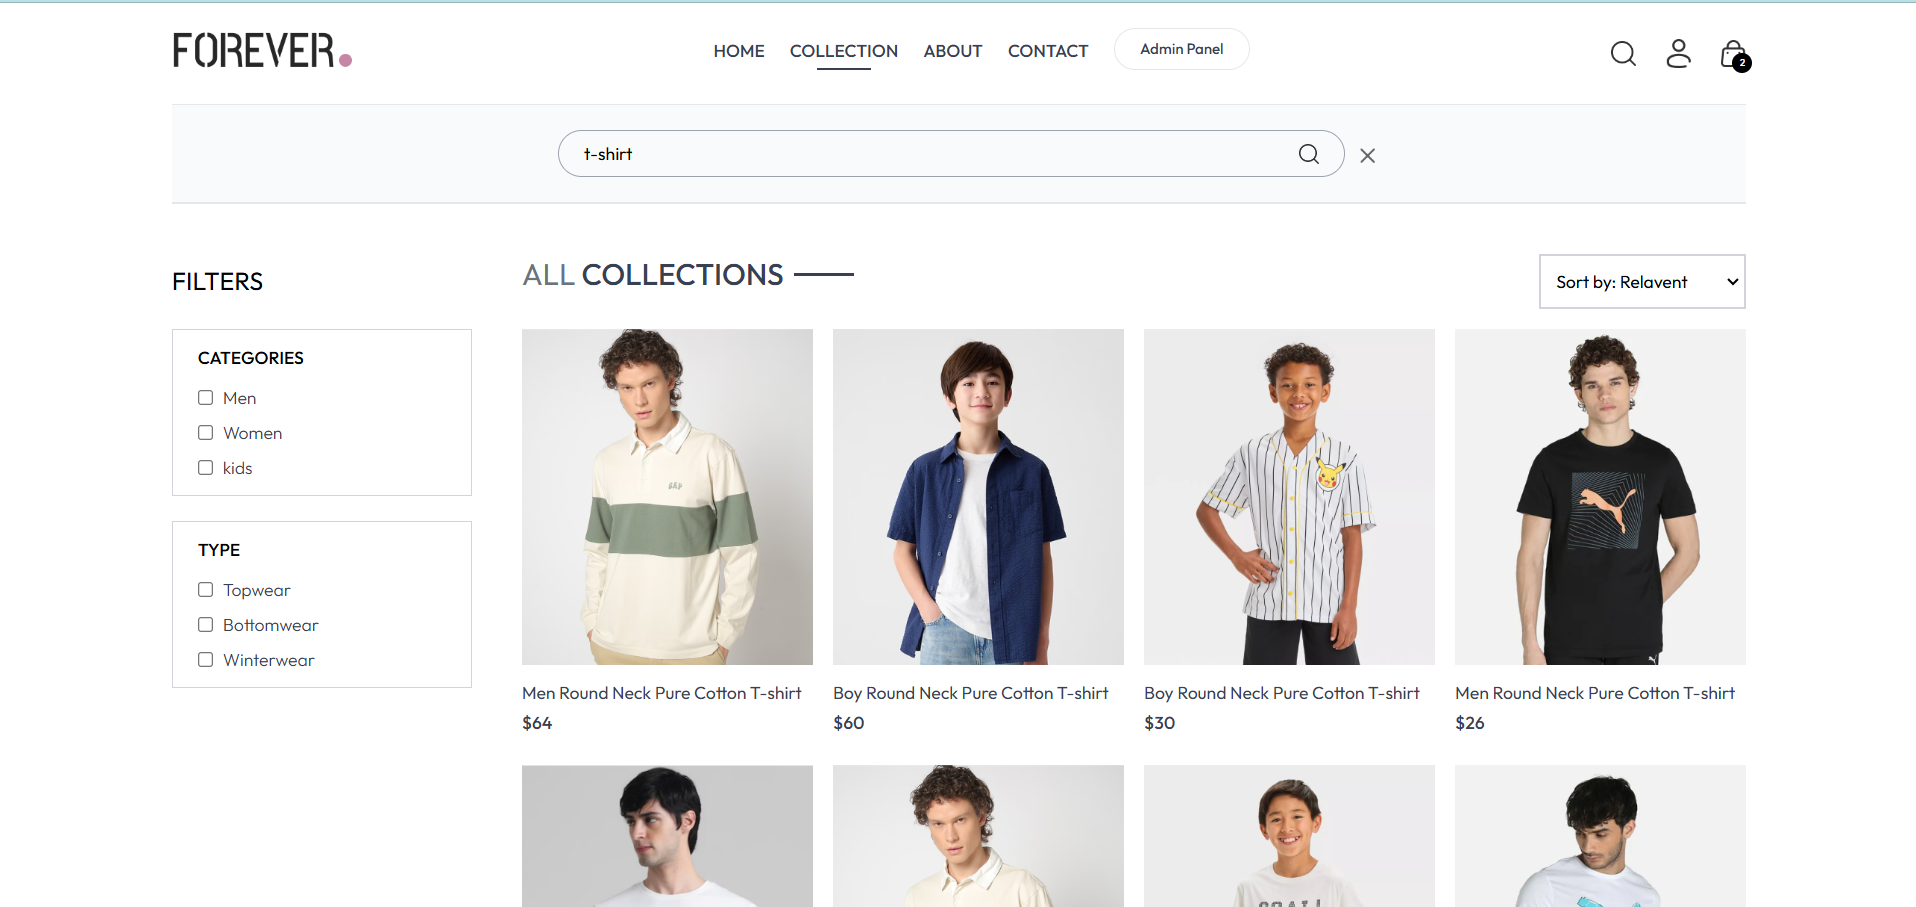 FOREVER.
HOME COLLECTION ABOUT CONTACT Admin Panel
2
t-shirt
FILTERS
ALL COLLECTIONS
Sort by: Relavent
CATEGORIES
Men
Women
kids
TYPE
Topwear
Bottomwear
Winterwear
GAP
Men Round Neck Pure Cotton T-shirt
$64
Boy Round Neck Pure Cotton T-shirt
$60
Boy Round Neck Pure Cotton T-shirt
$30
Men Round Neck Pure Cotton T-shirt
$26